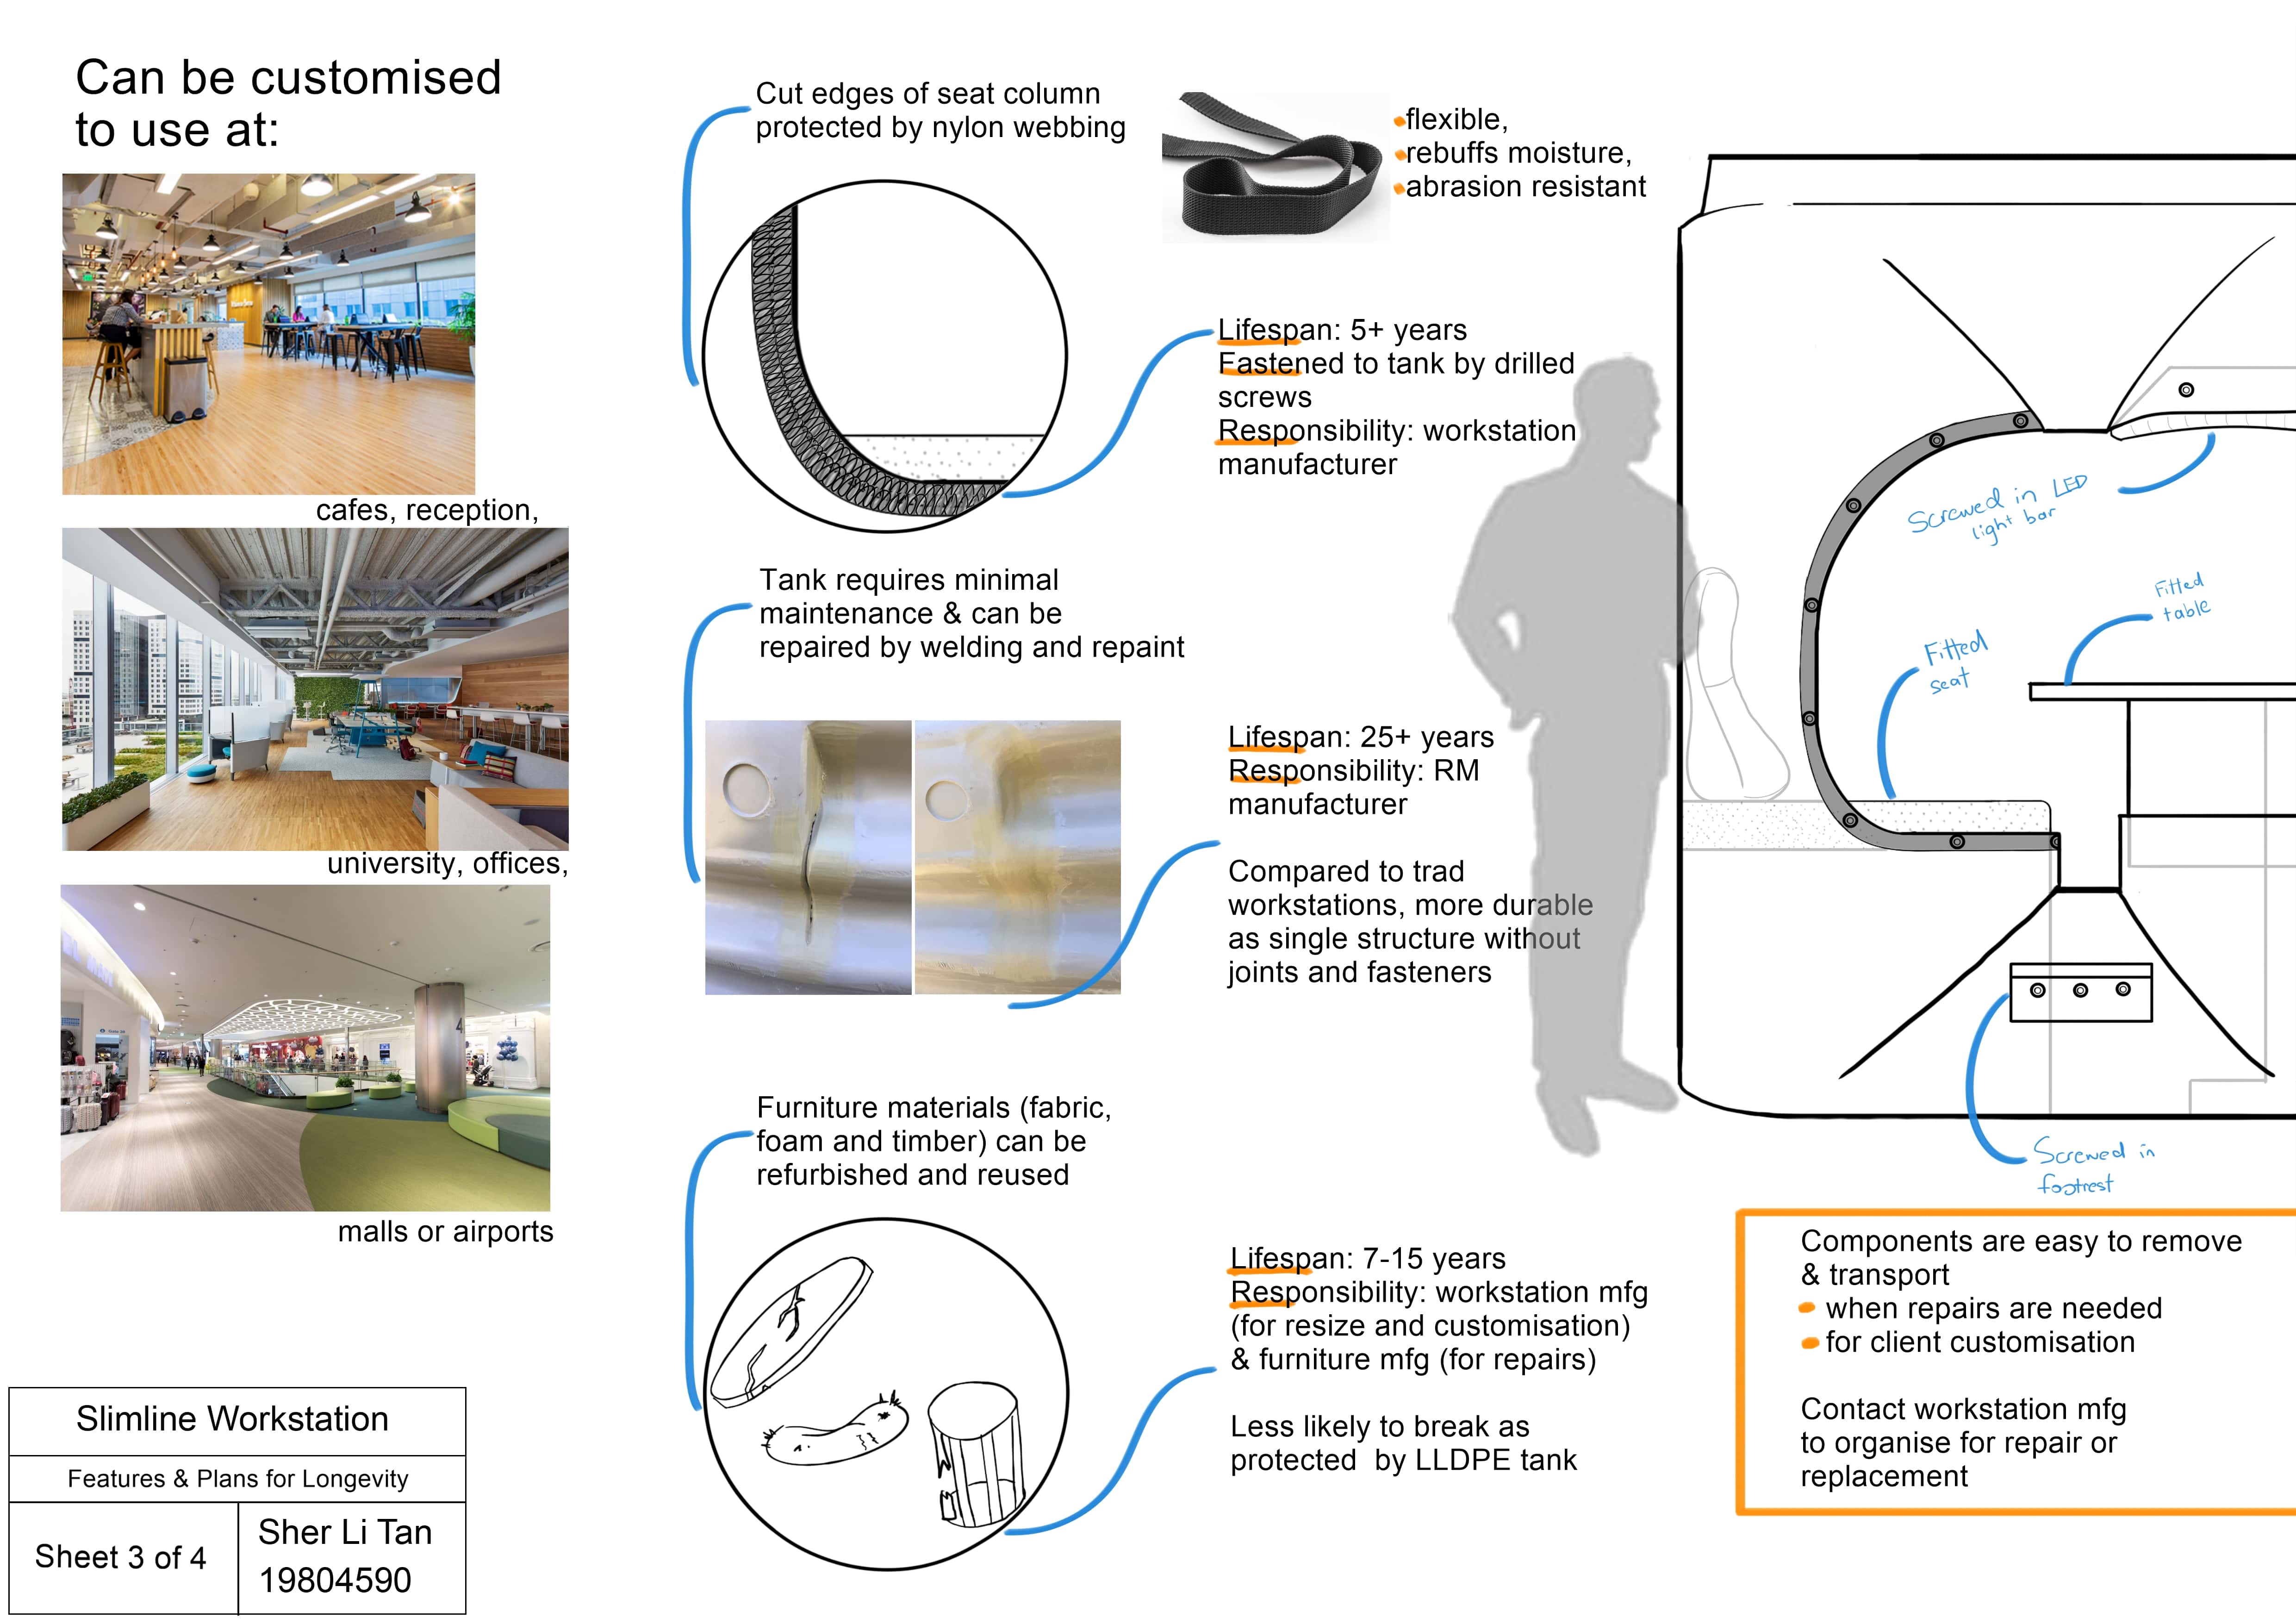 Can be customised
to use at:
cafes, reception,
university, offices,
malls or airports
Cut edges of seat column
protected by nylon webbing
flexible,
rebuffs moisture,
abrasion resistant
Lifespan: 5+ years
Fastened to tank by drilled
screws
Responsibility: workstation
manufacturer
Tank requires minimal
maintenance & can be
repaired by welding and repaint
Lifespan: 25+ years
Responsibility: RM
manufacturer
Compared to trad
workstations, more durable
as single structure without
joints and fasteners
Furniture materials (fabric,
foam and timber) can be
refurbished and reused
Lifespan: 7-15 years
Responsibility: workstation mfg
(for resize and customisation)
& furniture mfg (for repairs)
Less likely to break as
protected by LLDPE tank
Screwed in LED
light bar
Fitted
table
Fitted
seat
Screwed in
footrest
Components are easy to remove
& transport
when repairs are needed
for client customisation
Contact workstation mfg
to organise for repair or
replacement
Slimline Workstation
Features & Plans for Longevity
Sheet 3 of 4
Sher Li Tan
19804590
4